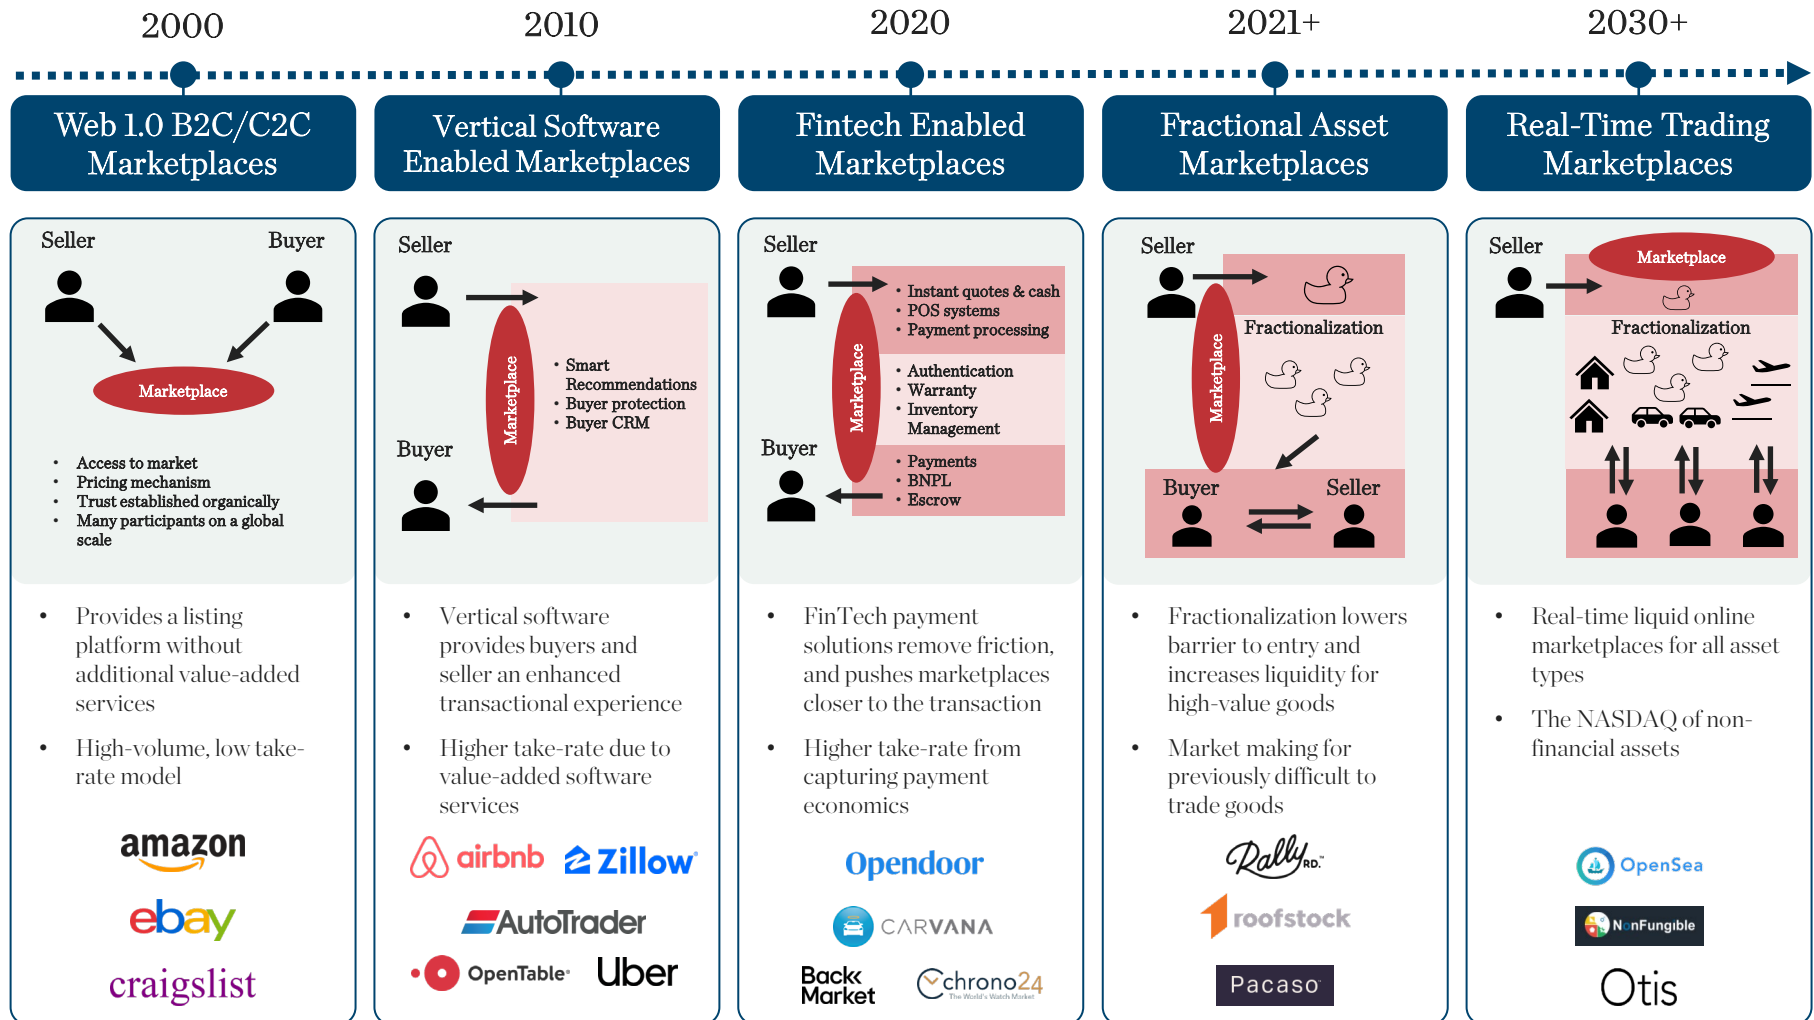 2000
2010
2020
2021+
2030+
Web 1.0 B2C/C2C
Marketplaces
Vertical Software
Enabled Marketplaces
Fintech Enabled
Marketplaces
Fractional Asset
Marketplaces
Real-Time Trading
Marketplaces
Seller
Buyer
Marketplace
• Access to market
• Pricing mechanism
• Trust established organically
• Many participants on a global
scale
• Provides a listing
platform without
additional value-added
services
• High-volume, low take-
rate model
amazon
ebay
craigslist
Seller
Marketplace
• Smart
Recommendations
• Buyer protection
• Buyer CRM
Buyer
• Vertical software
provides buyers and
seller an enhanced
transactional experience
• Higher take-rate due to
value-added software
services
airbnb
Zillow®
AutoTrader
OpenTable®
Uber
Seller
Marketplace
• Instant quotes & cash
• POS systems
• Payment processing
• Authentication
• Warranty
• Inventory
Management
Buyer
• Payments
• BNPL
• Escrow
• FinTech payment
solutions remove friction,
and pushes marketplaces
closer to the transaction
• Higher take-rate from
capturing payment
economics
Opendoor
CARVANA
Back
Market
Chrono24
The World's Watch Market
Seller
Marketplace
Fractionalization
Buyer
Seller
• Fractionalization lowers
barrier to entry and
increases liquidity for
high-value goods
• Market making for
previously difficult to
trade goods
Rally RD.™
roofstock
Pacaso
Seller
Marketplace
Fractionalization
• Real-time liquid online
marketplaces for all asset
types
• The NASDAQ of non-
financial assets
OpenSea
NonFungible
Otis